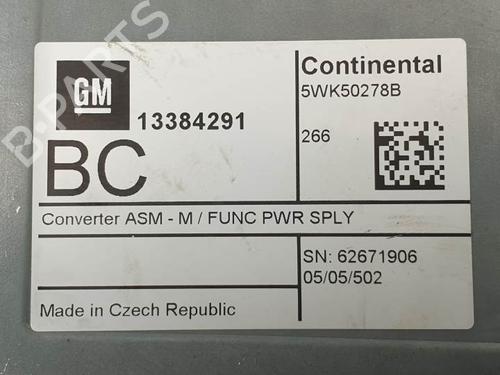 GM
13384291
BC
Continental
5WK50278B
266
Converter ASM - M / FUNC PWR SPLY
SN: 62671906
05/05/502
Made in Czech Republic
B-PARTS